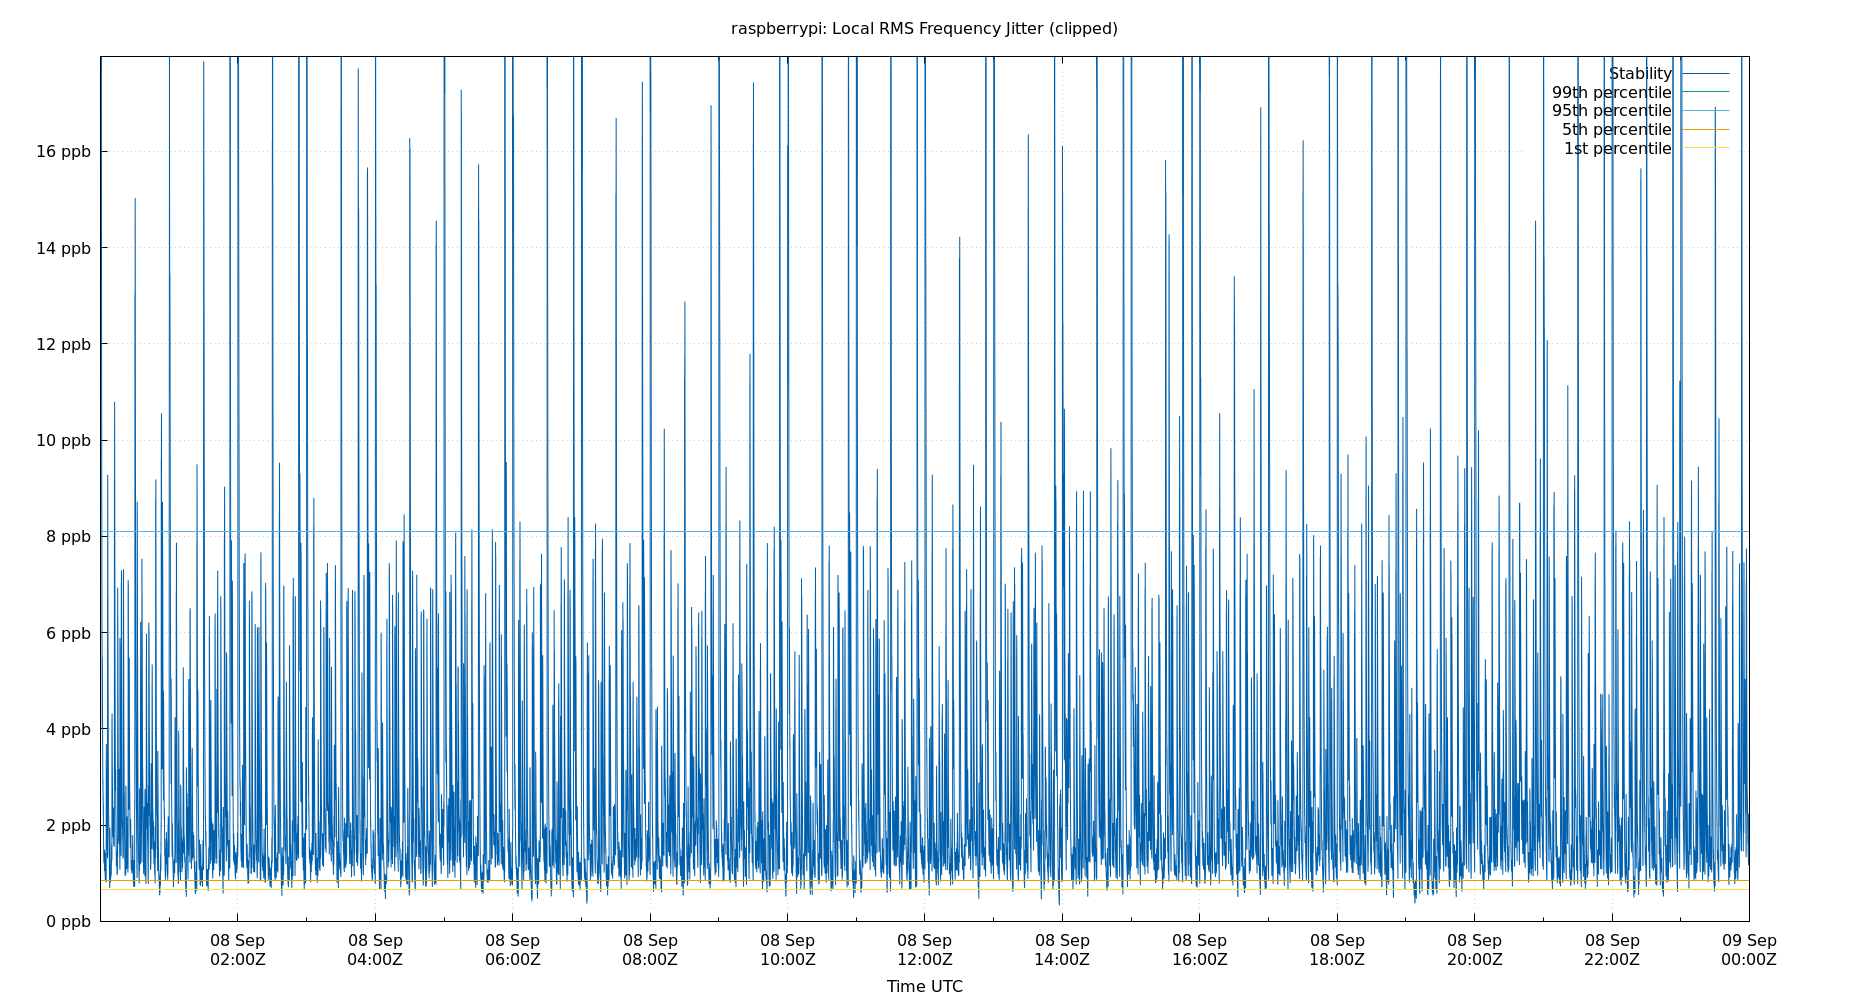 raspberrypi: Local RMS Frequency Jitter (clipped)
Stability
99th percentile
95th percentile
5th percentile
1st percentile
16 ppb
14 ppb
12 ppb
10 ppb
8 ppb
6 ppb
4 ppb
2 ppb
0 ppb
08 Sep 08 Sep 08 Sep 08 Sep 08 Sep 08 Sep 08 Sep 08 Sep 08 Sep 08 Sep 08 Sep 09 Sep
02:00Z 04:00Z 06:00Z 08:00Z 10:00Z 12:00Z 14:00Z 16:00Z 18:00Z 20:00Z 22:00Z 00:00Z
Time UTC